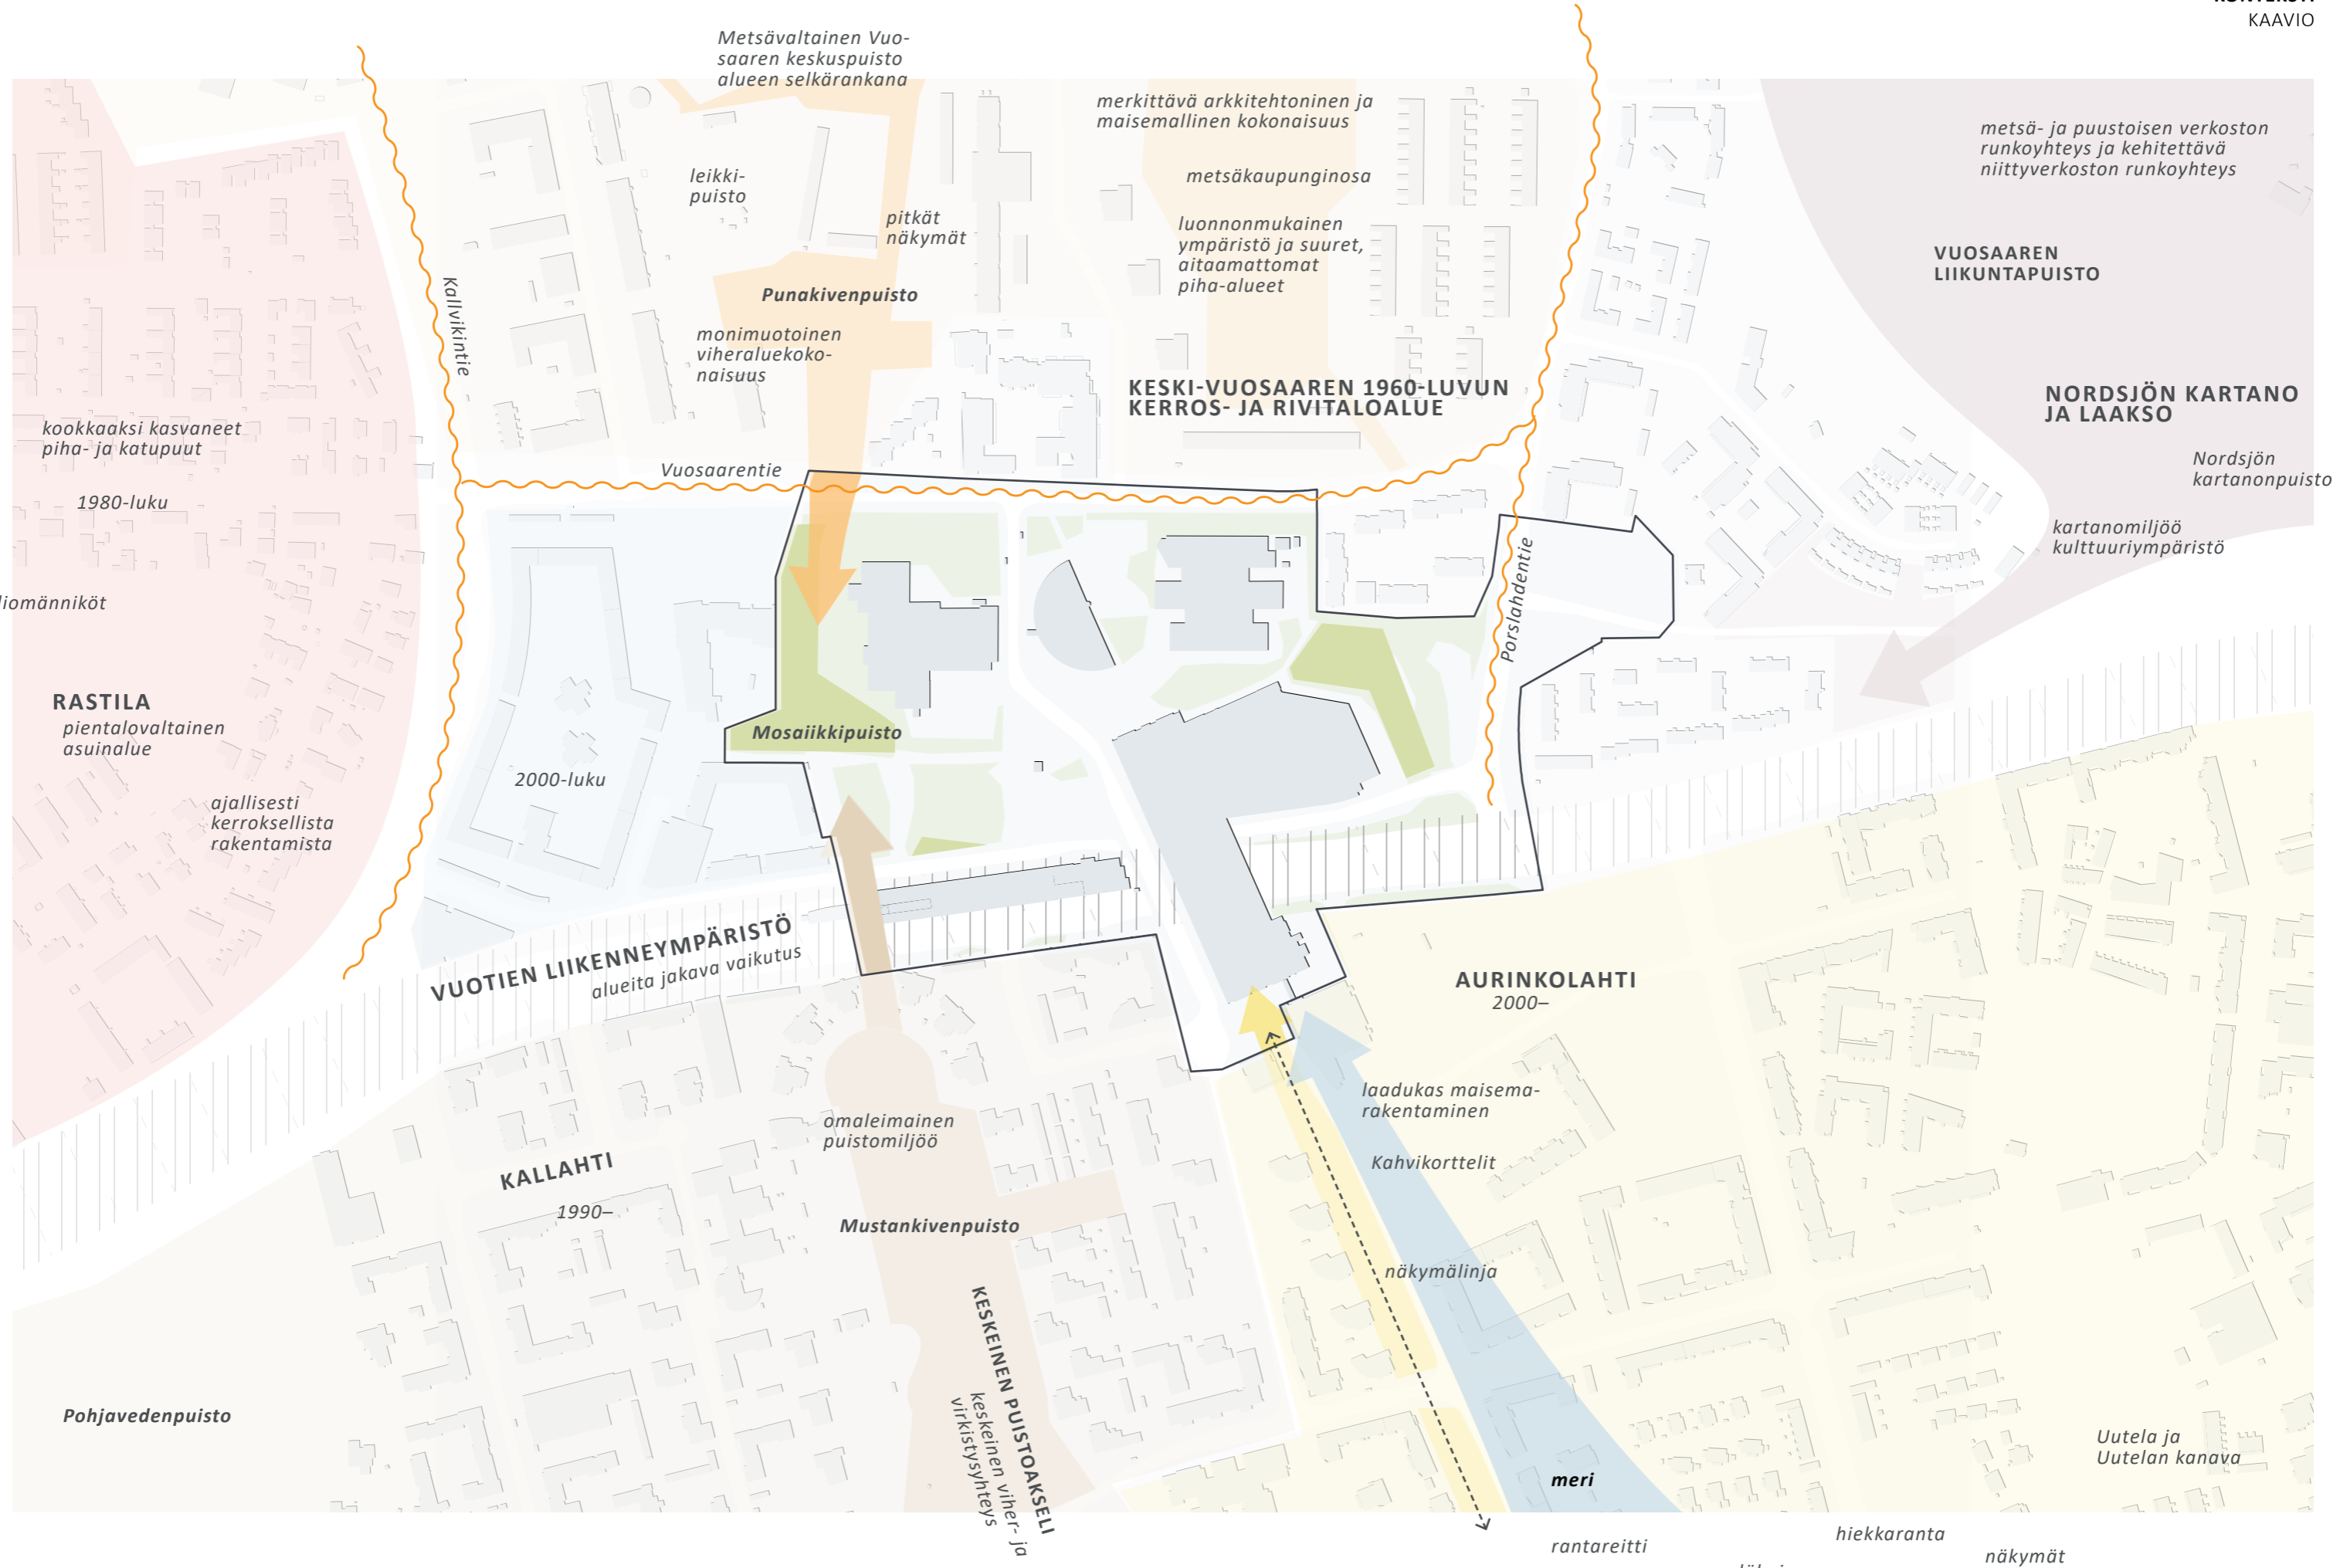 KAAVIO
Metsävaltainen Vuo-
saaren keskuspuisto
alueen selkärankana
merkittävä arkkitehtoninen ja
maisemallinen kokonaisuus
metsä- ja puustoisen verkoston
runkoyhteys ja kehitettävä
niittyverkoston runkoyhteys
leikki-
puisto
metsäkaupunginosa
pitkät
näkymät
luonnonmukainen
ympäristö ja suuret,
aitaamattomat
piha-alueet
VUOSAAREN
LIIKUNTAPUISTO
Kallvikintie
Punakivenpuisto
monimuotoinen
viheraluekoko-
naisuus
KESKI-VUOSAAREN 1960-LUVUN
KERROS- JA RIVITALOALUE
NORDSJÖN KARTANO
JA LAAKSO
kookkaaksi kasvaneet
piha- ja katupuut
Vuosaarentie
Nordsjön
kartanonpuisto
1980-luku
kartanomiljöö
kulttuuriympäristö
Porslahdentie
RASTILA
pientalovaltainen
asuinalue
Mosaiikkipuisto
2000-luku
ajallisesti
kerroksellista
rakentamista
VUOTIEN LIIKENNEYMPÄRISTÖ
alueita jakava vaikutus
AURINKOLAHTI
2000–
laadukas maisema-
rakentaminen
omaleimainen
puistomiljöö
Kahvikorttelit
KALLAHTI
1990–
Mustankivenpuisto
näkymälinja
KESKEINEN PUISTOAKSELI
keskeinen viher- ja
virkistysyhteys
Pohjavedenpuisto
Uutela ja
Uutelan kanava
meri
rantareitti
hiekkaranta
näkymät